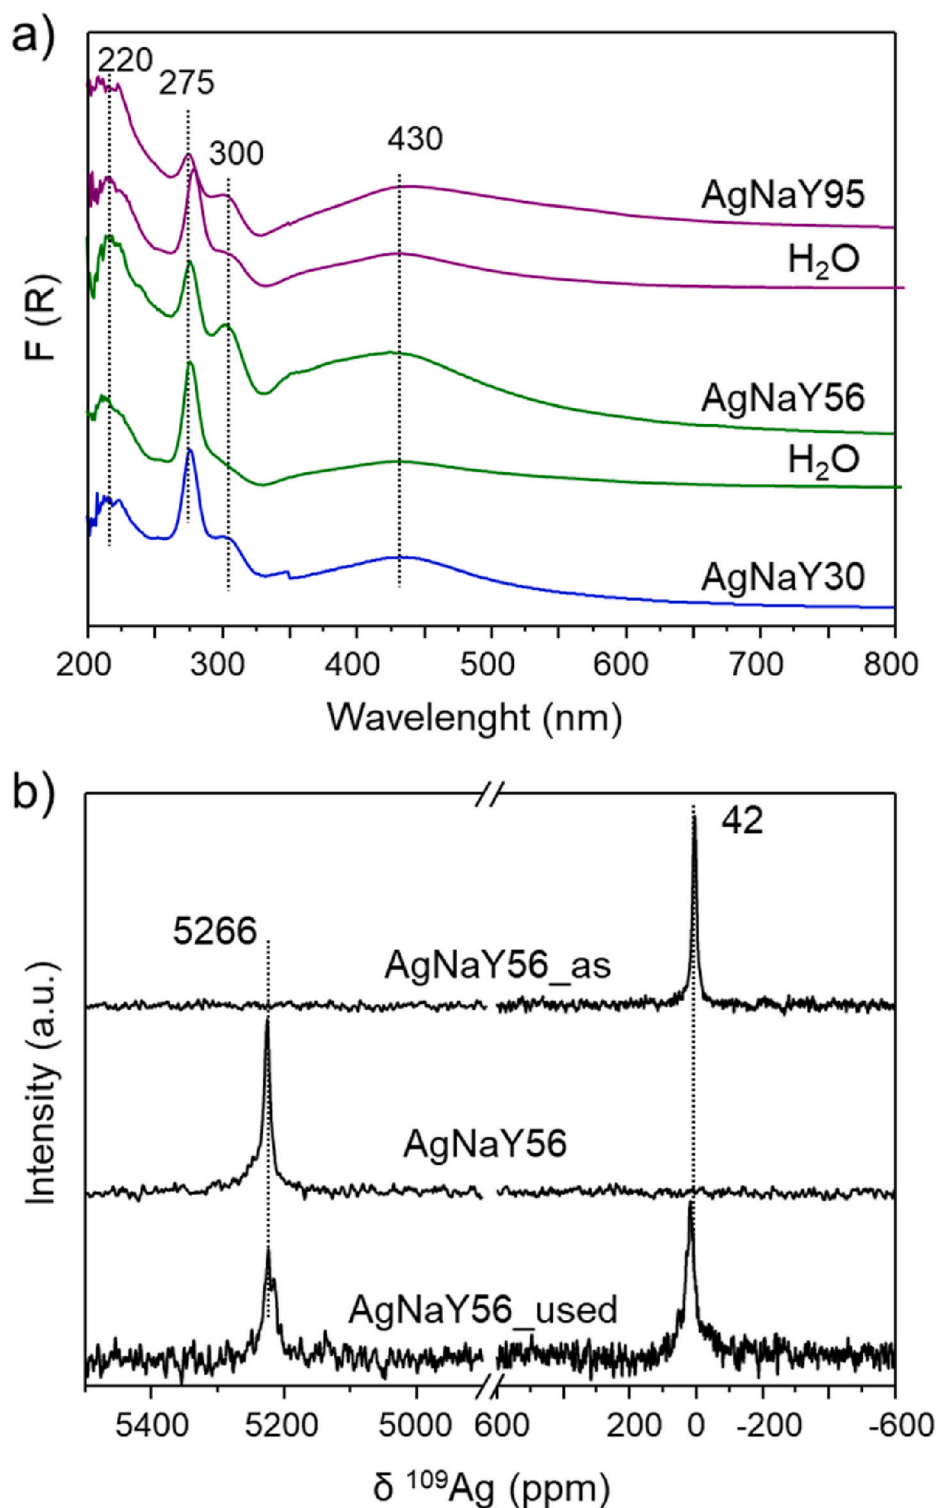 a)
220
275
300
430
AgNaY95
H₂O
AgNaY56
H₂O
AgNaY30
F (R)
200 300 400 500 600 700 800
Wavelenght (nm)
b)
42
5266
AgNaY56_as
AgNaY56
AgNaY56_used
Intensity (a.u.)
5400 5200 5000 600 200 0 -200 -600
δ ¹⁰⁹Ag (ppm)